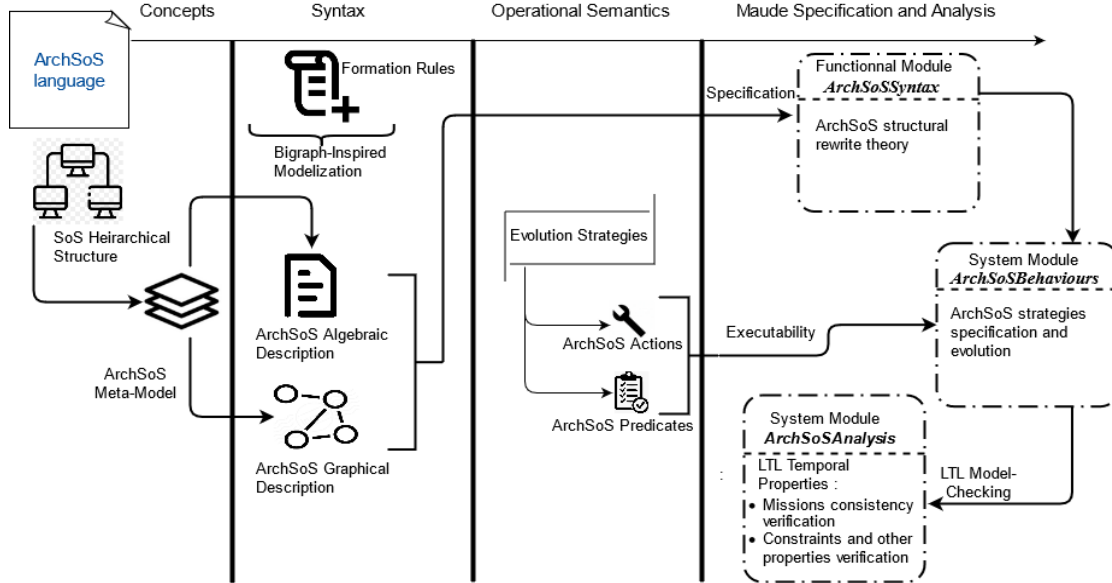 Concepts
Syntax
Operational Semantics
Maude Specification and Analysis
ArchSoS
language
SoS Heirarchical
Structure
ArchSoS
Meta-Model
Formation Rules
Bigraph-Inspired
Modelization
ArchSoS Algebraic
Description
ArchSoS Graphical
Description
Evolution Strategies
ArchSoS Actions
ArchSoS Predicates
Specification
Functionnal Module
ArchSoSSyntax
ArchSoS structural
rewrite theory
Executability
System Module
ArchSoSBehaviours
ArchSoS strategies
specification and
evolution
LTL Model-
Checking
System Module
ArchSoSAnalysis
:
LTL Temporal
Properties :
• Missions consistency
verification
• Constraints and other
properties verification